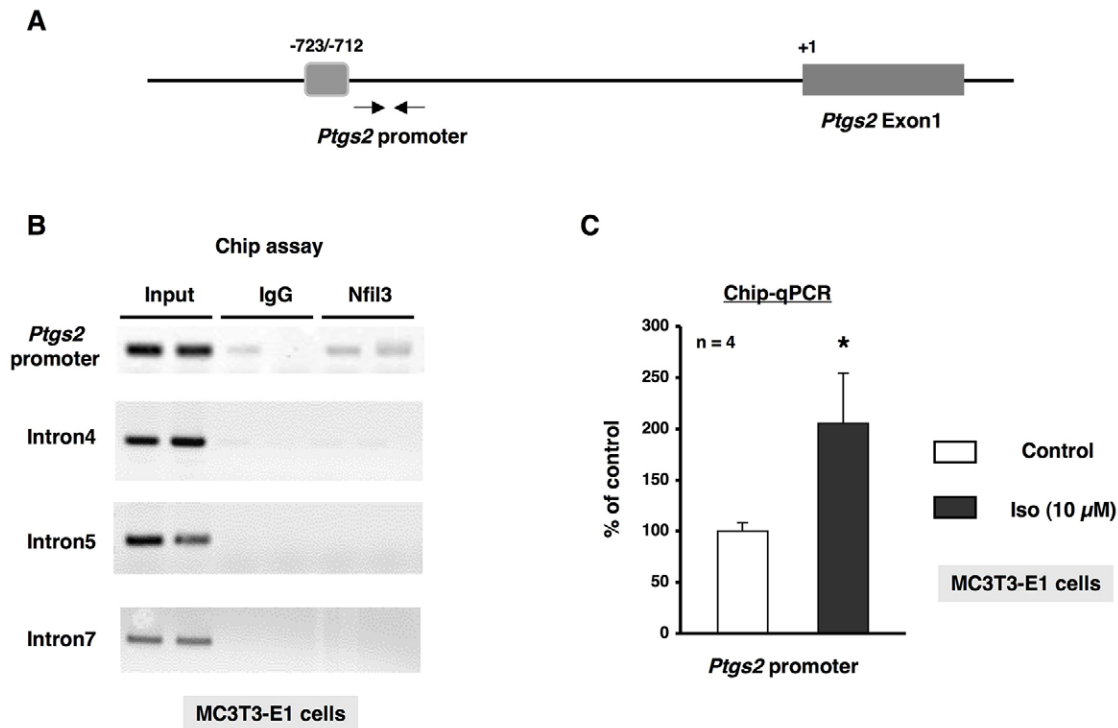 A
-723/-712
+1
Ptgs2 promoter
Ptgs2 Exon1
B
Chip assay
Input IgG Nfil3
Ptgs2
promoter
Intron4
Intron5
Intron7
MC3T3-E1 cells
C
Chip-qPCR
300
250
200
150
100
50
0
% of control
n = 4
*
Ptgs2 promoter
Control
Iso (10 µM)
MC3T3-E1 cells